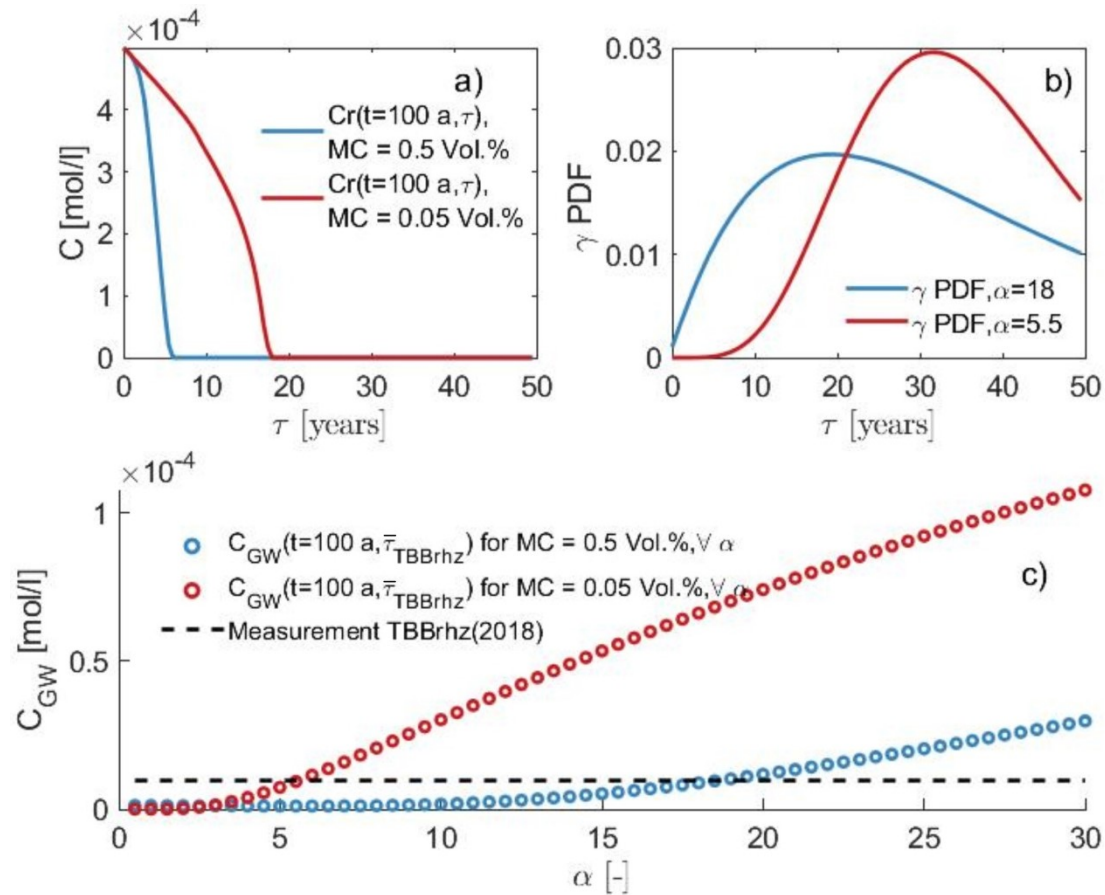 ×10⁻⁴
a)
Cr(t=100 a,τ),
MC = 0.5 Vol.%
Cr(t=100 a,τ),
MC = 0.05 Vol.%
C [mol/l]
4
2
0
0 10 20 30 40 50
τ [years]
b)
γ PDF
0.03
0.02
0.01
0
γ PDF,α=18
γ PDF,α=5.5
0 10 20 30 40 50
τ [years]
×10⁻⁴
c)
C_GW(t=100 a,τ̅_TBBrhz) for MC = 0.5 Vol.%,∀ α
C_GW(t=100 a,τ̅_TBBrhz) for MC = 0.05 Vol.%,∀ α
Measurement TBBrhz(2018)
C_GW [mol/l]
1
0.5
0
0 5 10 15 20 25 30
α [-]